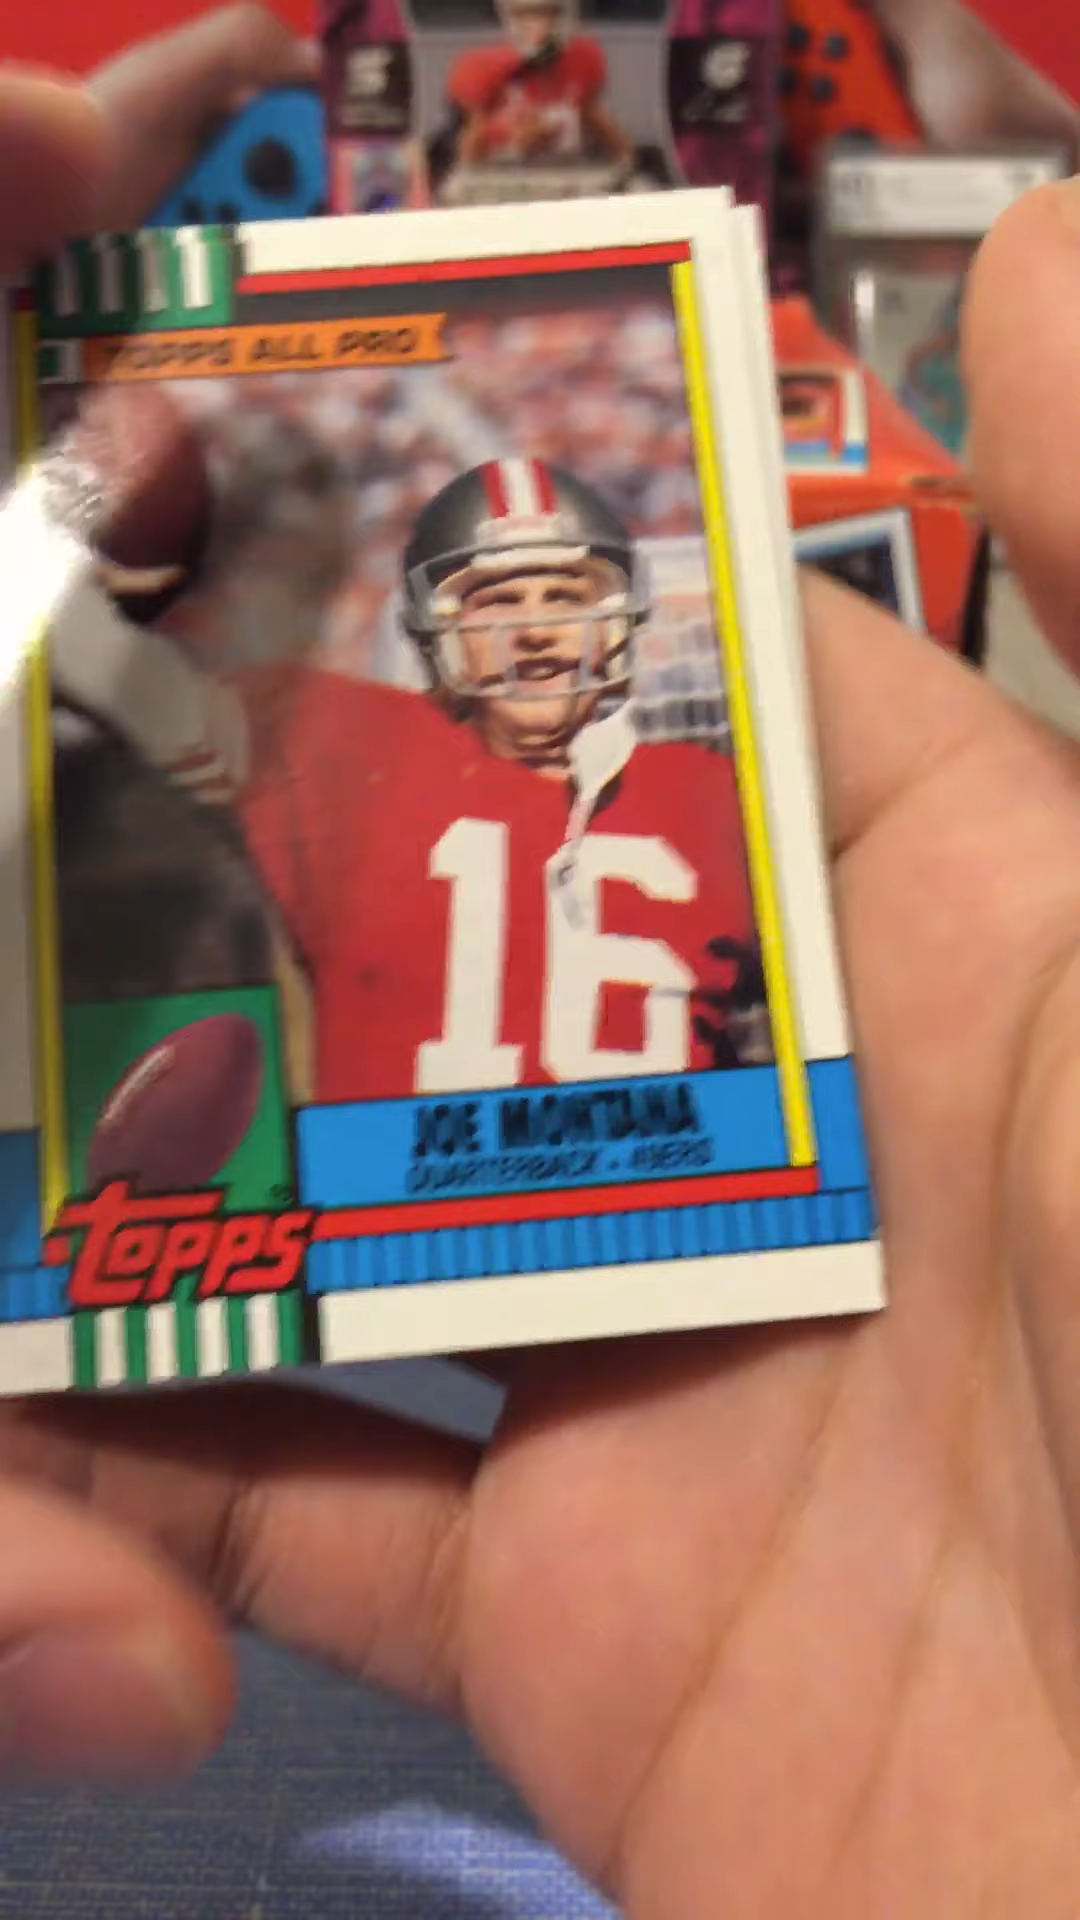 TOPPS ALL PRO
16
JOE MONTANA
QUARTERBACK • 49ERS
TOPPS